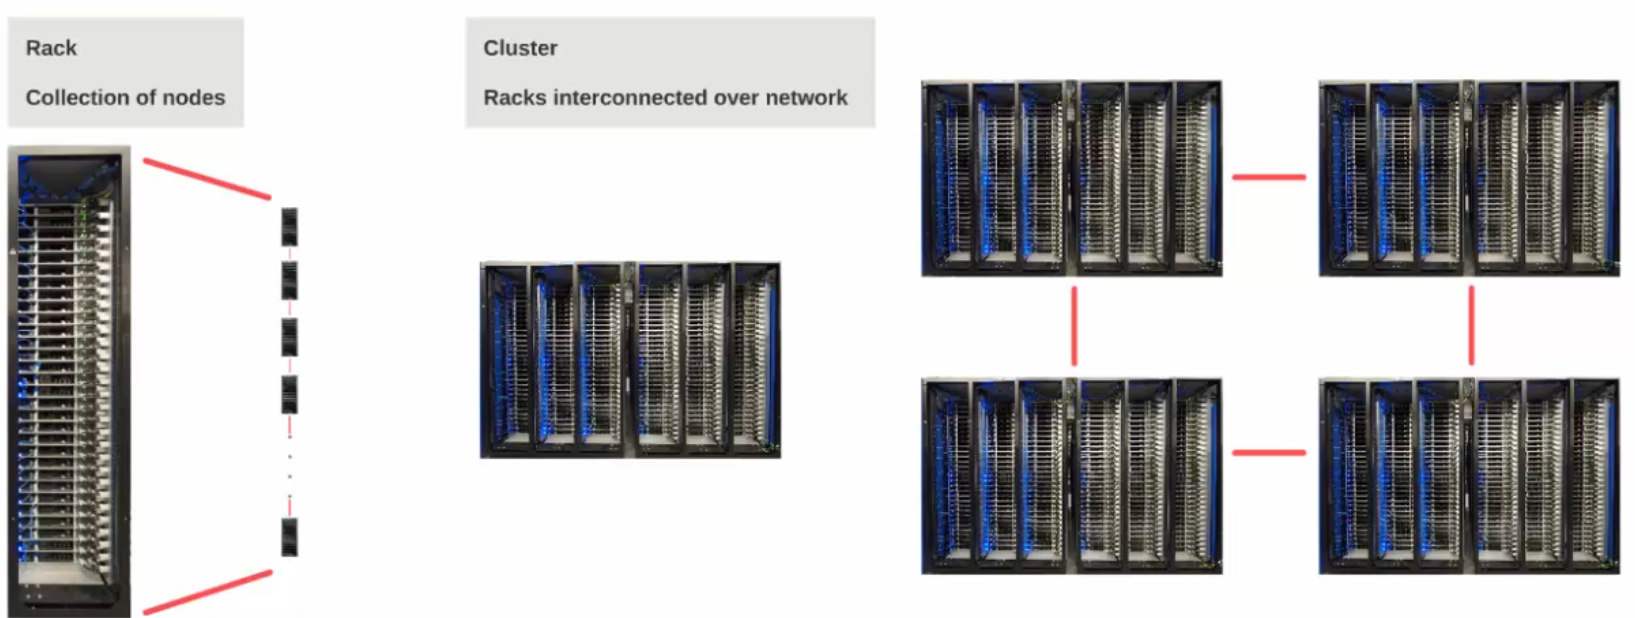 Rack
Collection of nodes
Cluster
Racks interconnected over network